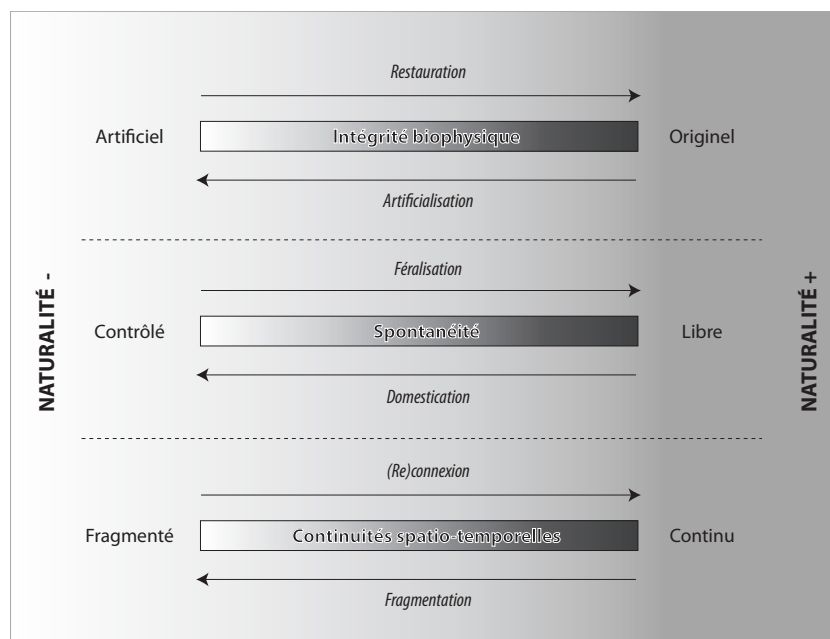 Restauration
Artificiel
Intégrité biophysique
Originel
Artificialisation
NATURALITÉ -
Féralisation
Contrôlé
Spontanéité
Libre
Domestication
NATURALITÉ +
(Re)connexion
Fragmenté
Continuités spatio-temporelles
Continu
Fragmentation